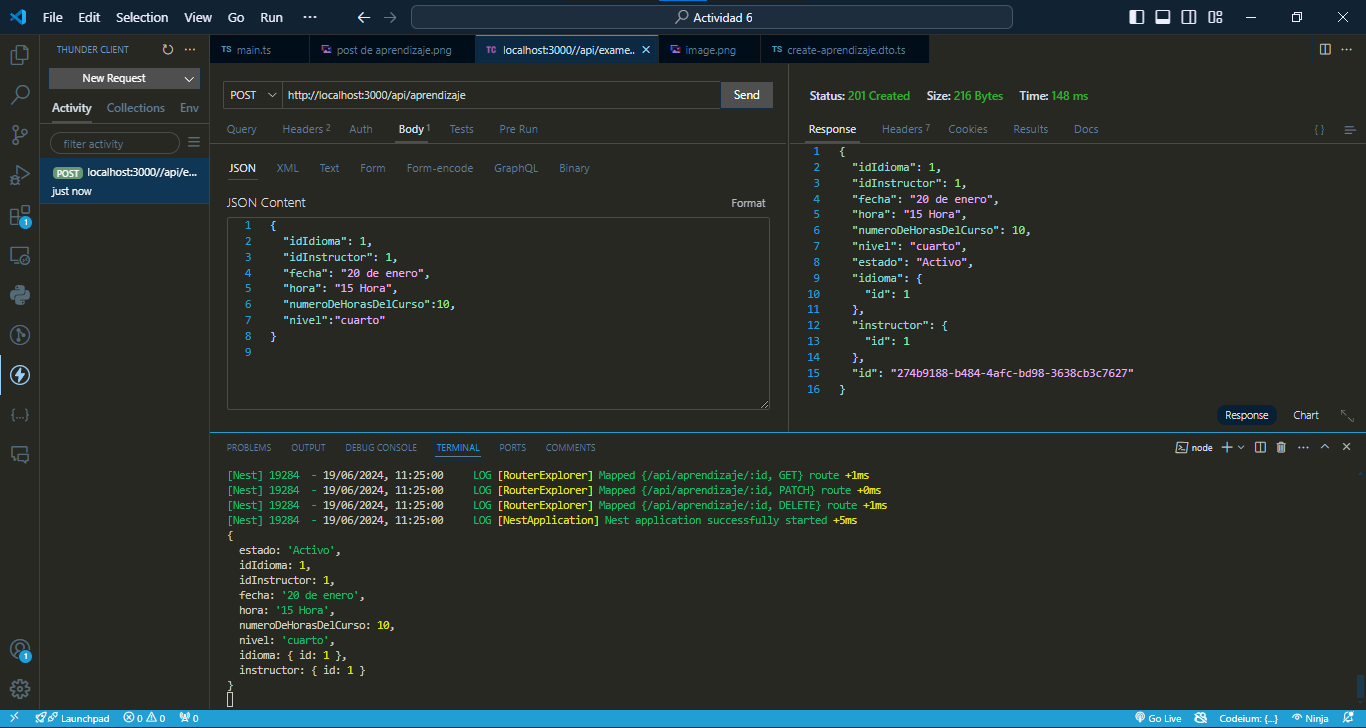 File Edit Selection View Go Run ··· Actividad 6
THUNDER CLIENT ···
New Request
Activity Collections Env
filter activity
POST localhost:3000//api/e...
just now
TS main.ts
post de aprendizaje.png
TC localhost:3000//api/exame..
image.png
TS create-aprendizaje.dto.ts
POST http://localhost:3000/api/aprendizaje Send
Query Headers 2 Auth Body 1 Tests Pre Run
JSON XML Text Form Form-encode GraphQL Binary
JSON Content Format
1 {
2 "idIdioma": 1,
3 "idInstructor": 1,
4 "fecha": "20 de enero",
5 "hora": "15 Hora",
6 "numeroDeHorasDelCurso":10,
7 "nivel":"cuarto"
8 }
9
Status: 201 Created Size: 216 Bytes Time: 148 ms
Response Headers 7 Cookies Results Docs { }
1 {
2 "idIdioma": 1,
3 "idInstructor": 1,
4 "fecha": "20 de enero",
5 "hora": "15 Hora",
6 "numeroDeHorasDelCurso": 10,
7 "nivel": "cuarto",
8 "estado": "Activo",
9 "idioma": {
10 "id": 1
11 },
12 "instructor": {
13 "id": 1
14 },
15 "id": "274b9188-b484-4afc-bd98-3638cb3c7627"
16 }
Response Chart
PROBLEMS OUTPUT DEBUG CONSOLE TERMINAL PORTS COMMENTS node
[Nest] 19284 - 19/06/2024, 11:25:00 LOG [RouterExplorer] Mapped {/api/aprendizaje/:id, GET} route +1ms
[Nest] 19284 - 19/06/2024, 11:25:00 LOG [RouterExplorer] Mapped {/api/aprendizaje/:id, PATCH} route +0ms
[Nest] 19284 - 19/06/2024, 11:25:00 LOG [RouterExplorer] Mapped {/api/aprendizaje/:id, DELETE} route +1ms
[Nest] 19284 - 19/06/2024, 11:25:00 LOG [NestApplication] Nest application successfully started +5ms
{
estado: 'Activo',
idIdioma: 1,
idInstructor: 1,
fecha: '20 de enero',
hora: '15 Hora',
numeroDeHorasDelCurso: 10,
nivel: 'cuarto',
idioma: { id: 1 },
instructor: { id: 1 }
}
1
1
Launchpad 0 0 0 Go Live Codeium: {...} Ninja